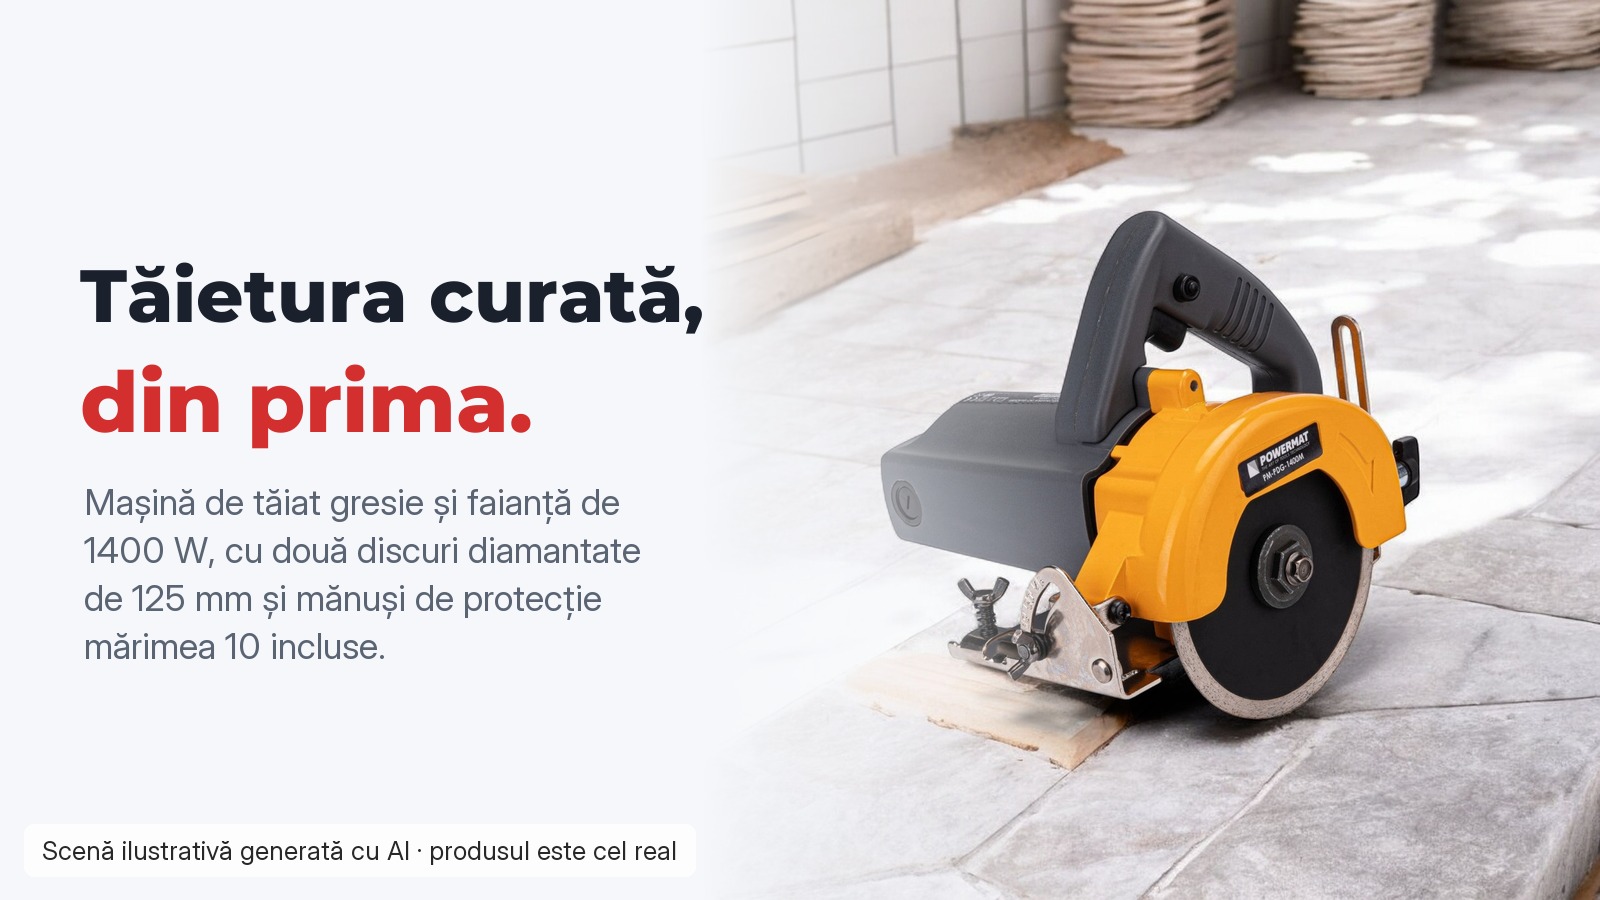 Tăietura curată,
din prima.
Mașină de tăiat gresie și faianță de
1400 W, cu două discuri diamantate
de 125 mm și mănuși de protecție
mărimea 10 incluse.
POWERMAT
PM-PDG-1400M
Scenă ilustrativă generată cu AI · produsul este cel real